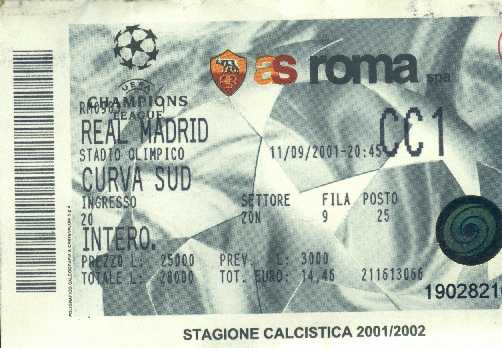 UEFA
CHAMPIONS
LEAGUE
as roma spa
REAL MADRID
STADIO OLIMPICO
11/09/2001-20:45
CC1
CURVA SUD
INGRESSO
20
SETTORE FILA POSTO
20N 9 25
INTERO.
PREZZO L: 25000 PREV. L: 3000
TOTALE L: 28000 TOT. EURO: 14,46 211613066
STAGIONE CALCISTICA 2001/2002